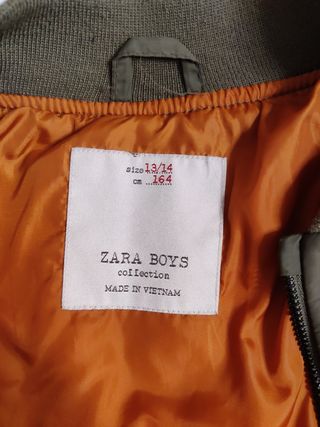 size 13/14
cm 164
ZARA BOYS
collection
MADE IN VIETNAM